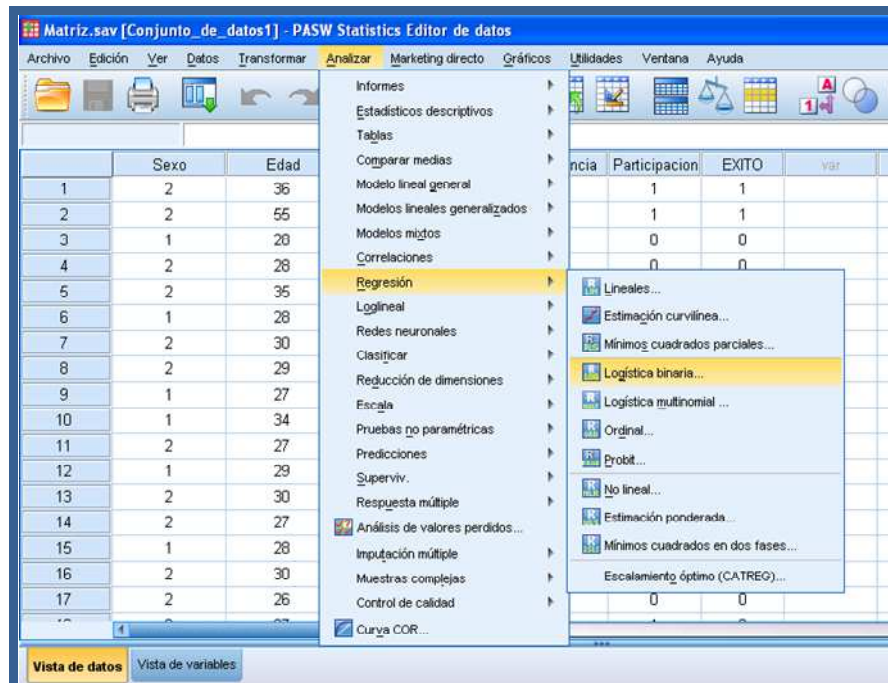 Matriz.sav [Conjunto_de_datos1] - PASW Statistics Editor de datos
Archivo Edición Ver Datos Transformar Analizar Marketing directo Gráficos Utilidades Ventana Ayuda
Informes
Estadísticos descriptivos
Tablas
Comparar medias
Modelo lineal general
Modelos lineales generalizados
Modelos mixtos
Correlaciones
Regresión
Loglineal
Redes neuronales
Clasificar
Reducción de dimensiones
Escala
Pruebas no paramétricas
Predicciones
Superviv.
Respuesta múltiple
Análisis de valores perdidos...
Imputación múltiple
Muestras complejas
Control de calidad
Curva COR...
Lineales...
Estimación curvilínea...
Mínimos cuadrados parciales...
Logística binaria...
Logística multinomial ...
Ordinal...
Probit...
No lineal...
Estimación ponderada...
Mínimos cuadrados en dos fases...
Escalamiento óptimo (CATREG)...
Sexo Edad ncia Participacion EXITO var
1 2 36 1 1
2 2 55 1 1
3 1 20 0 0
4 2 28 0 0
5 2 35
6 1 28
7 2 30
8 2 29
9 1 27
10 1 34
11 2 27
12 1 29
13 2 30
14 2 27
15 1 28
16 2 30
17 2 26 0 0
Vista de datos Vista de variables